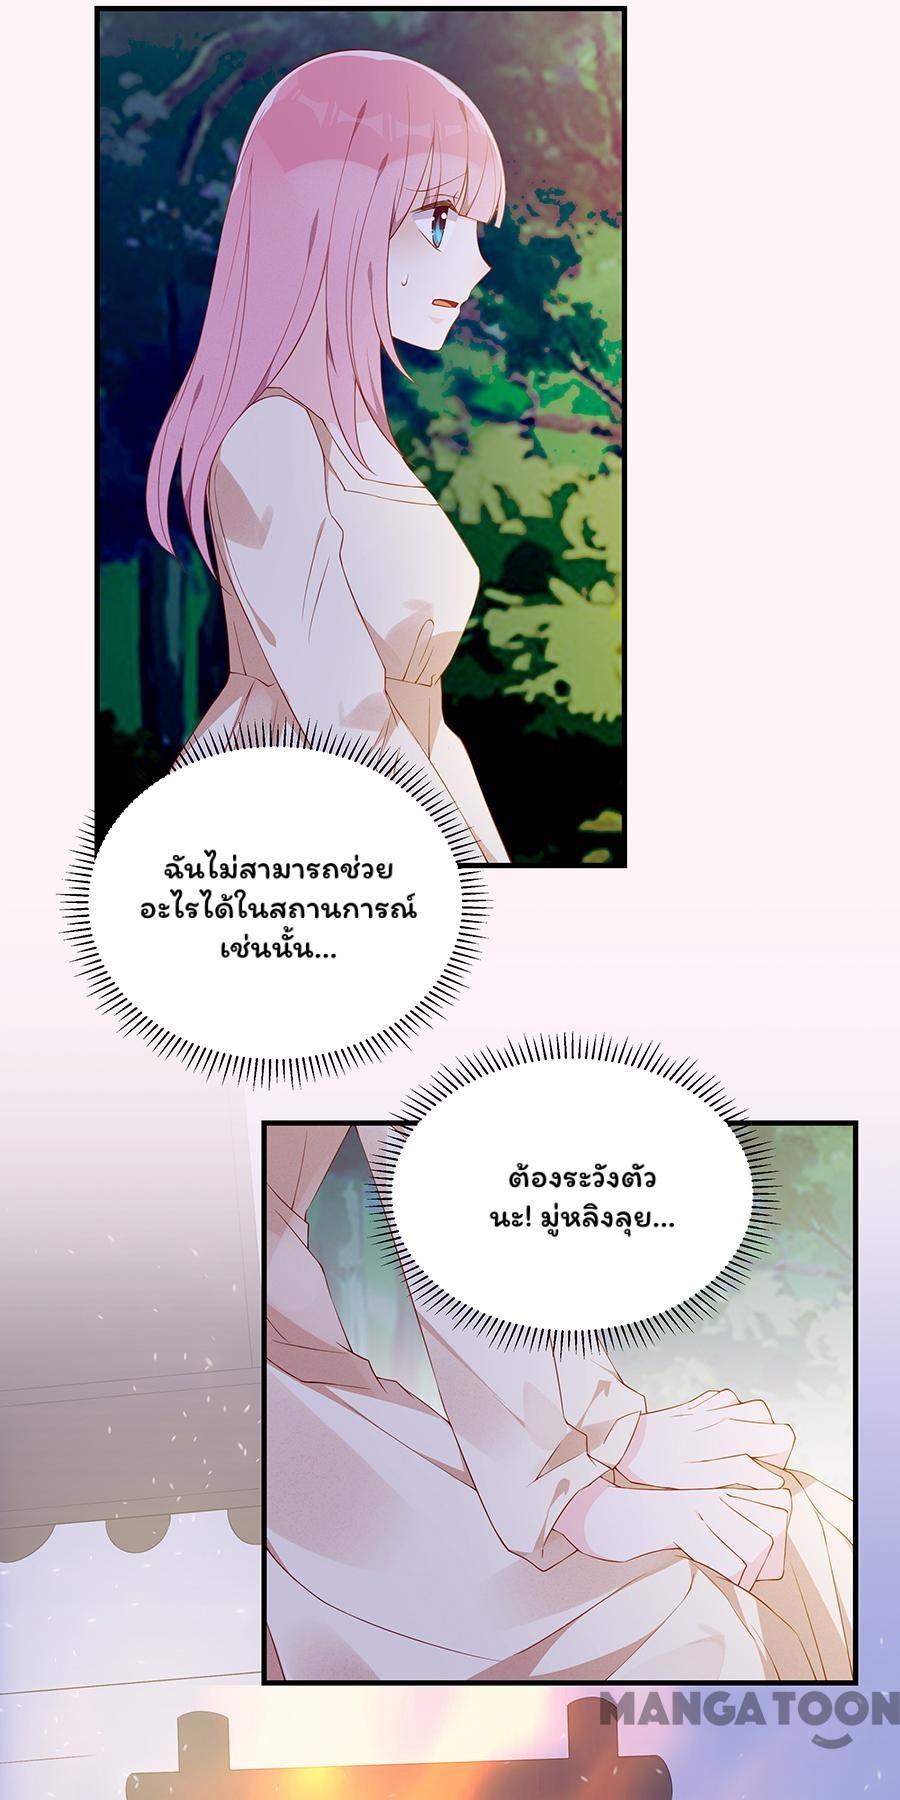 ฉันไม่สามารถช่วย
อะไรได้ในสถานการณ์
เช่นนั้น...
ต้องระวังตัว
นะ! มู่หลิงลุย...
MANGATOON